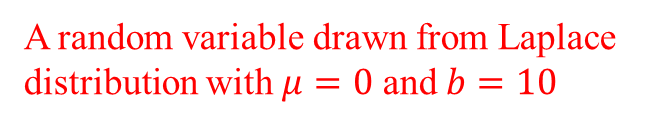 A random variable drawn from Laplace
distribution with 𝜇 = 0 and 𝑏 = 10